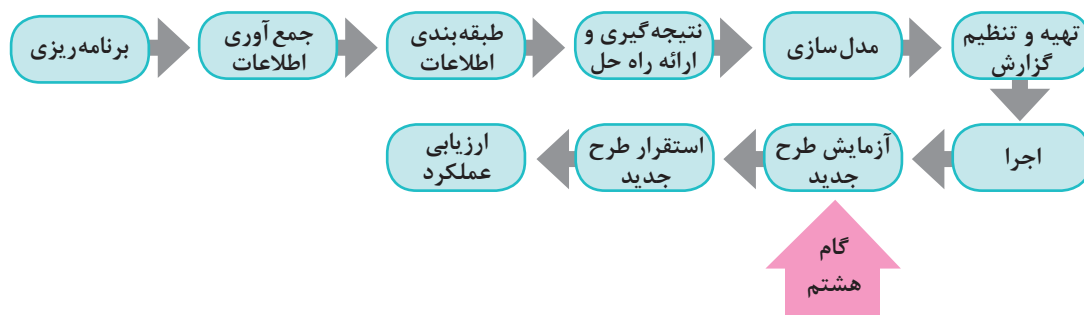 برنامه‌ریزی
جمع‌آوری
اطلاعات
طبقه‌بندی
اطلاعات
نتیجه‌گیری و
ارائه راه حل
مدل‌سازی
تهیه و تنظیم
گزارش
اجرا
آزمایش طرح
جدید
استقرار طرح
جدید
ارزیابی
عملکرد
گام
هشتم